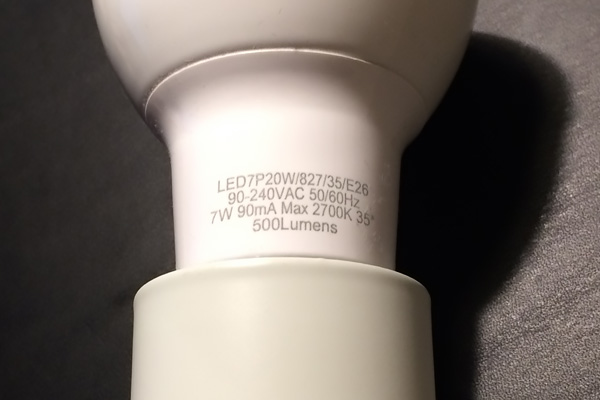 LED7P20W/827/35/E26
90-240VAC 50/60Hz
7W 90mA Max 2700K 35°
500Lumens